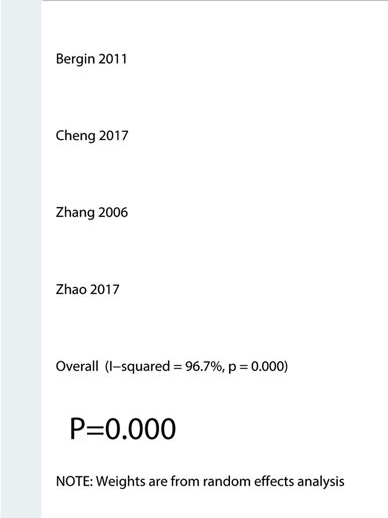 Bergin 2011
Cheng 2017
Zhang 2006
Zhao 2017
Overall (I−squared = 96.7%, p = 0.000)
P=0.000
NOTE: Weights are from random effects analysis